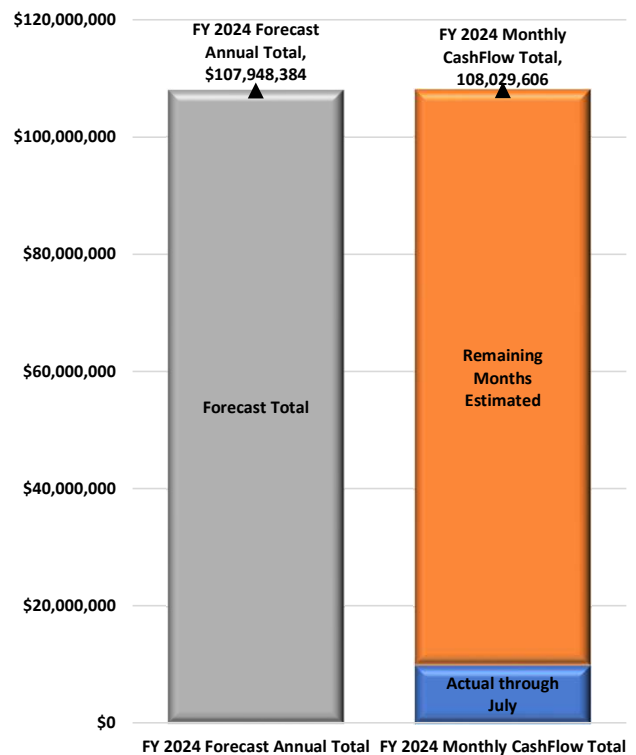 $120,000,000
$100,000,000
$80,000,000
$60,000,000
$40,000,000
$20,000,000
$0
FY 2024 Forecast
Annual Total,
$107,948,384
FY 2024 Monthly
CashFlow Total,
108,029,606
Forecast Total
Remaining
Months
Estimated
Actual through
July
FY 2024 Forecast Annual Total
FY 2024 Monthly CashFlow Total